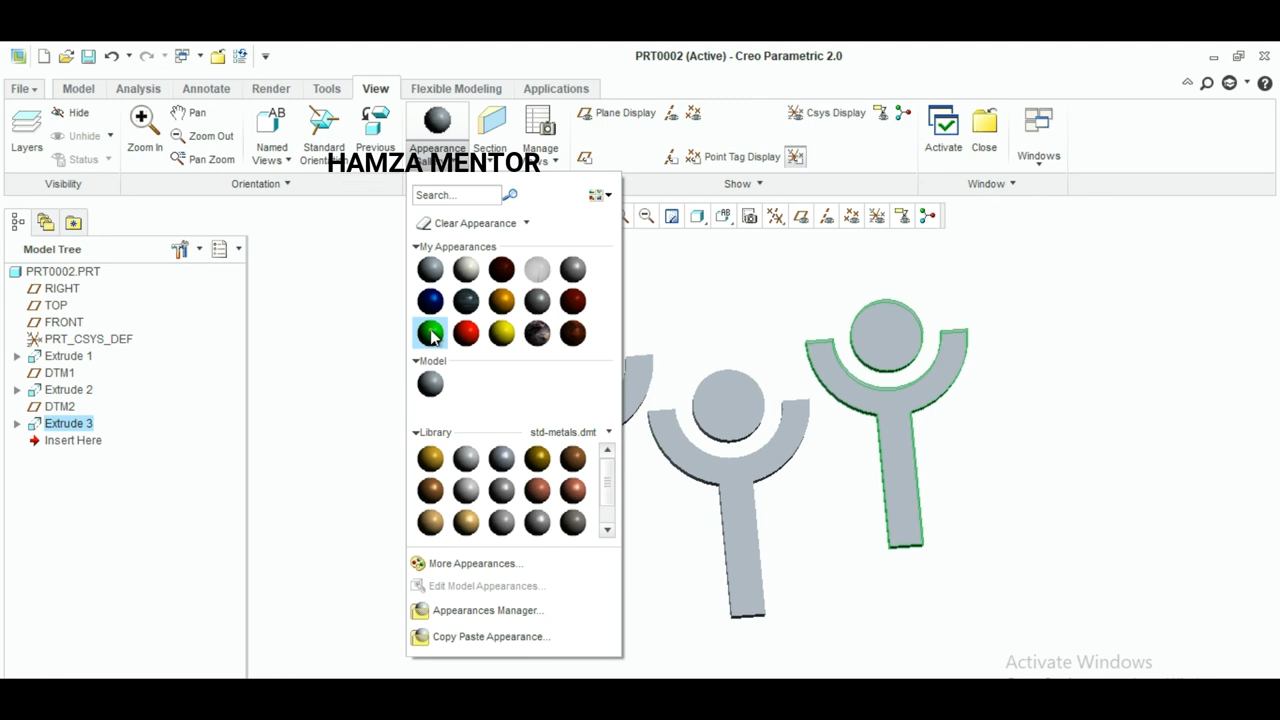 PRT0002 (Active) - Creo Parametric 2.0
File Model Analysis Annotate Render Tools View Flexible Modeling Applications
Hide
Unhide
Status
Layers
Zoom In
Pan
Zoom Out
Pan Zoom
Named
Views
Standard
Previous
Appearance
Section
Manage
HAMZA MENTOR
Plane Display
Csys Display
Point Tag Display
Activate
Close
Windows
Visibility
Orientation
Show
Window
Search...
Clear Appearance
My Appearances
Model
Library std-metals.dmt
More Appearances...
Edit Model Appearances...
Appearances Manager...
Copy Paste Appearance...
Model Tree
PRT0002.PRT
RIGHT
TOP
FRONT
PRT_CSYS_DEF
Extrude 1
DTM1
Extrude 2
DTM2
Extrude 3
Insert Here
Activate Windows